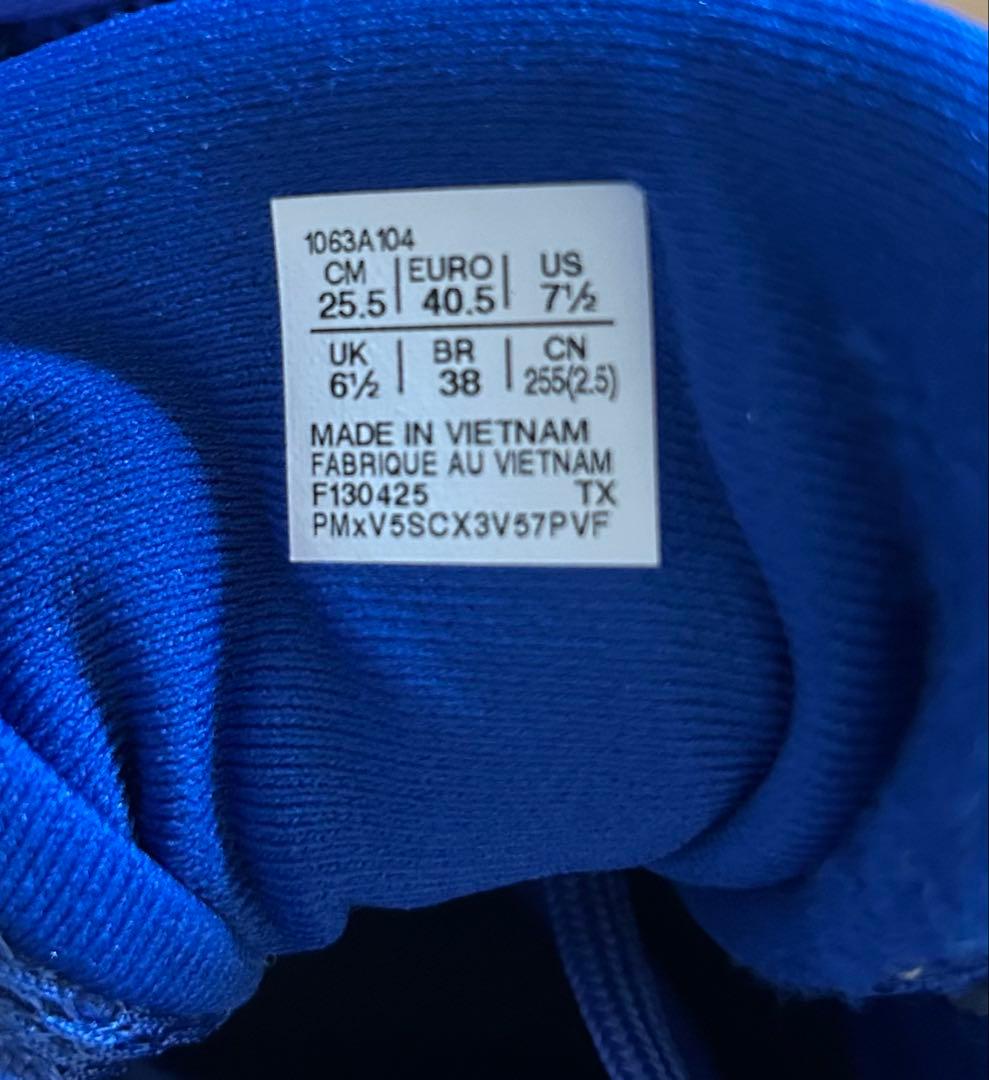 1063A104
CM | EURO | US
25.5 | 40.5 | 7½
UK | BR | CN
6½ | 38 | 255(2.5)
MADE IN VIETNAM
FABRIQUE AU VIETNAM
F130425 TX
PMxV5SCX3V57PVF